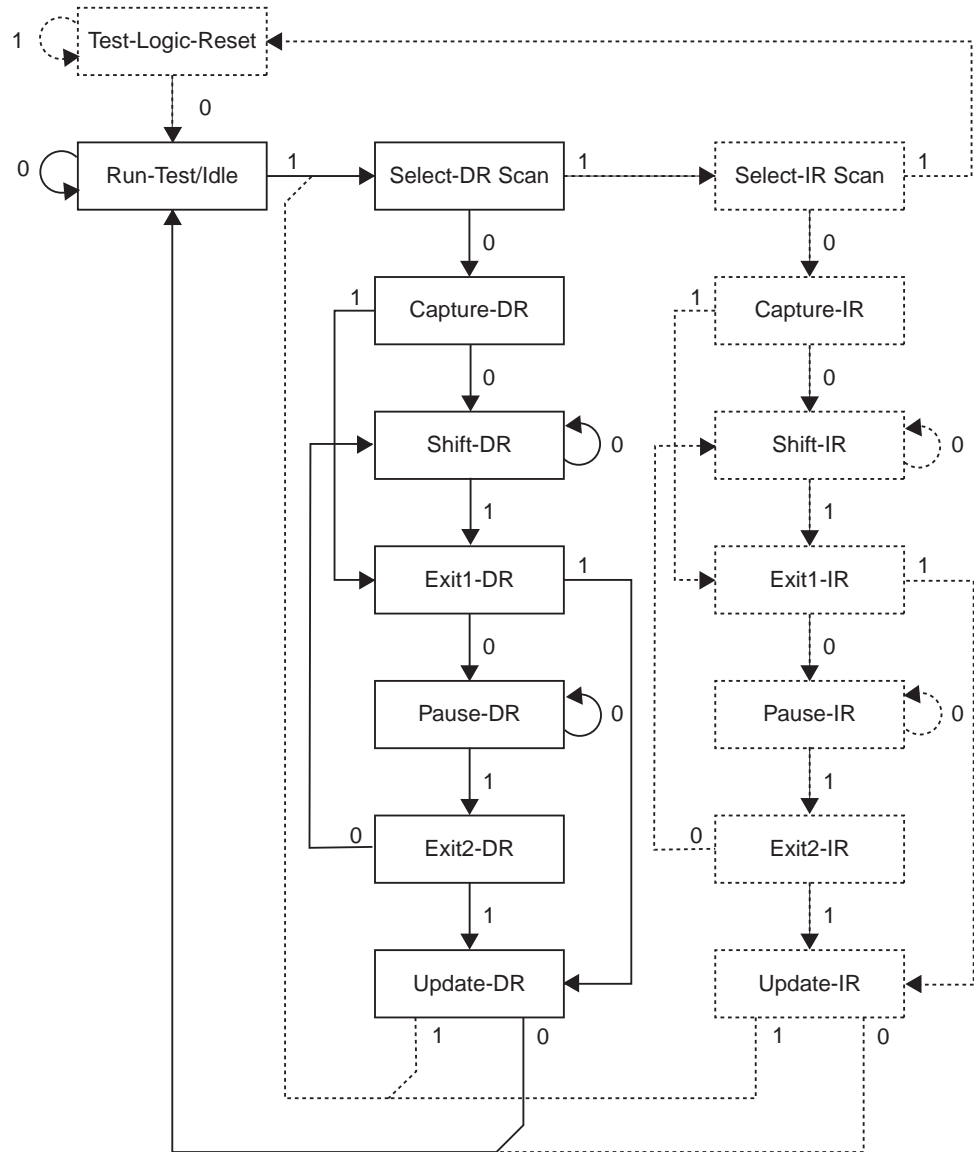 1
Test-Logic-Reset
0
0
Run-Test/Idle
1
Select-DR Scan
1
Select-IR Scan
1
0
0
1
Capture-DR
1
Capture-IR
0
0
Shift-DR
0
Shift-IR
0
1
1
Exit1-DR
1
Exit1-IR
1
0
0
Pause-DR
0
Pause-IR
0
1
1
0
Exit2-DR
0
Exit2-IR
1
1
Update-DR
Update-IR
1
0
1
0